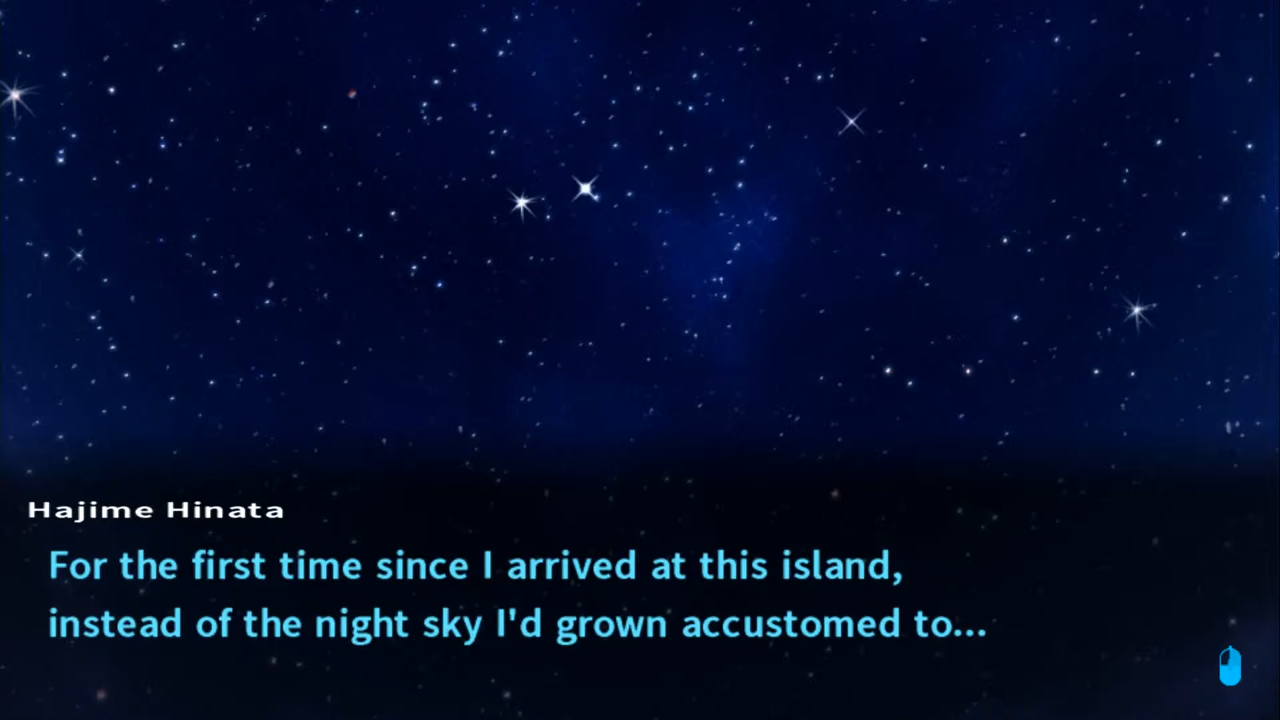 Hajime Hinata
For the first time since I arrived at this island,
instead of the night sky I'd grown accustomed to...